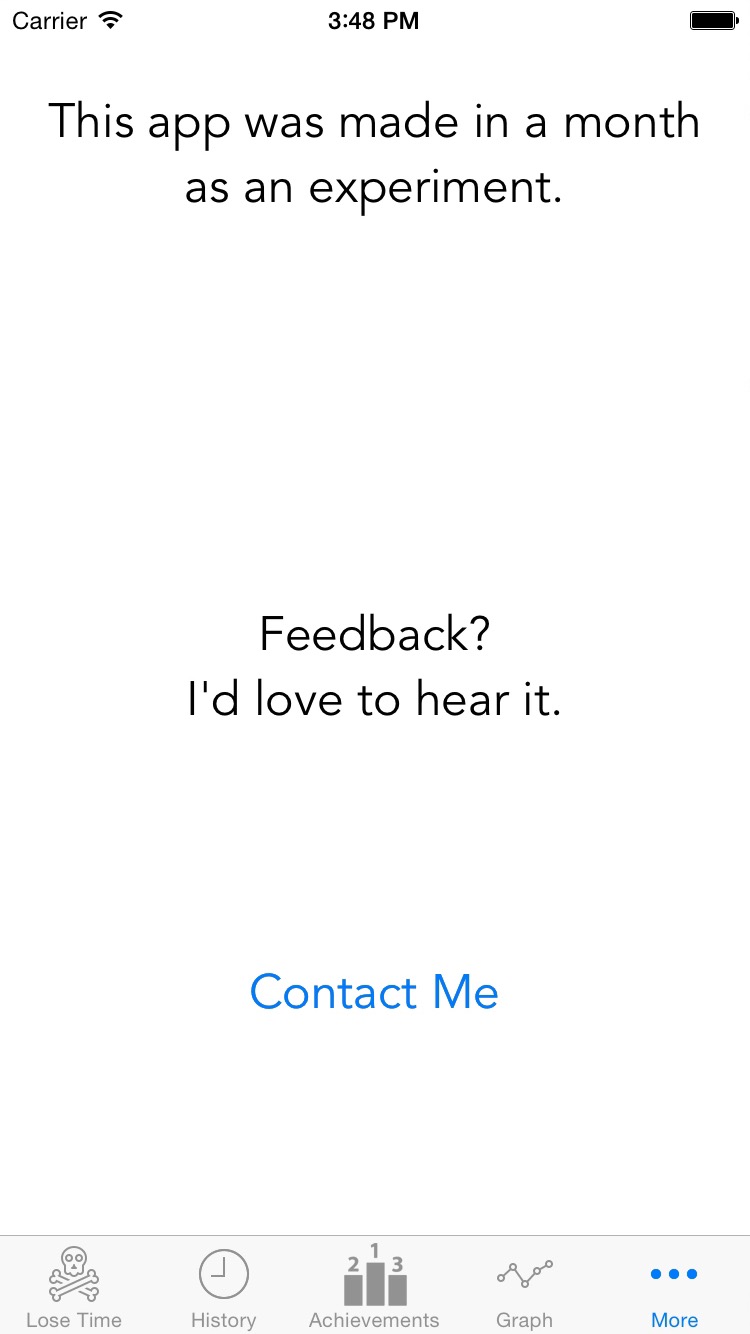 Carrier 3:48 PM
This app was made in a month
as an experiment.
Feedback?
I'd love to hear it.
Contact Me
2 1 3
Lose Time History Achievements Graph More